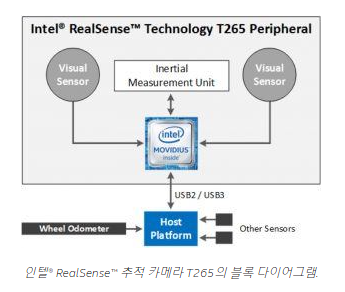 Intel® RealSense™ Technology T265 Peripheral
Visual
Sensor
Inertial
Measurement Unit
Visual
Sensor
intel
MOVIDIUS
inside™
USB2 / USB3
Wheel Odometer
Host
Platform
Other Sensors
인텔® RealSense™ 추적 카메라 T265의 블록 다이어그램.